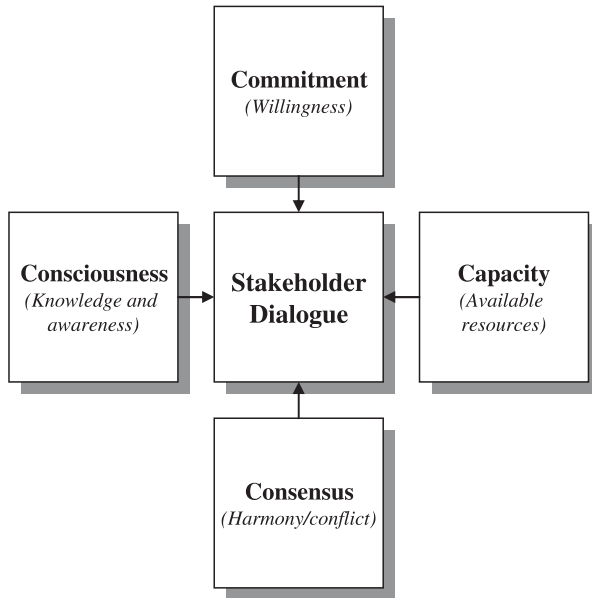 Commitment
(Willingness)
Consciousness
(Knowledge and
awareness)
Stakeholder
Dialogue
Capacity
(Available
resources)
Consensus
(Harmony/conflict)